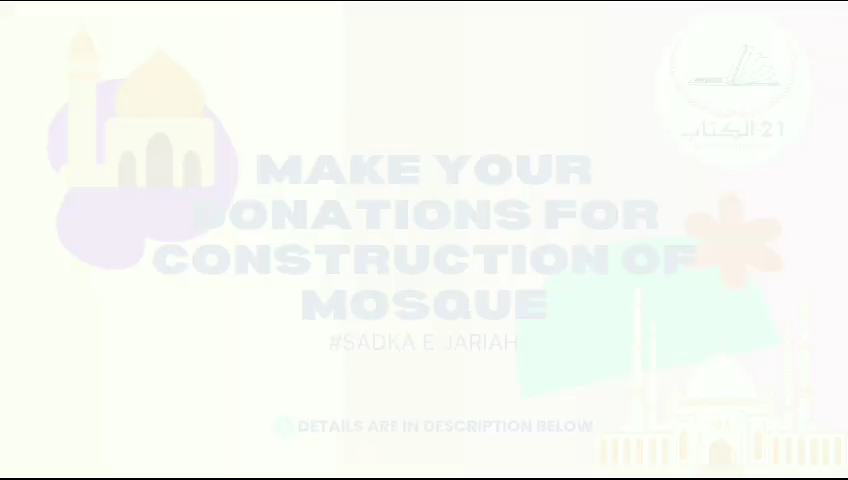 21 الكتاب
MAKE YOUR
DONATIONS FOR
CONSTRUCTION OF
MOSQUE
#SADKA E JARIAH
DETAILS ARE IN DESCRIPTION BELOW